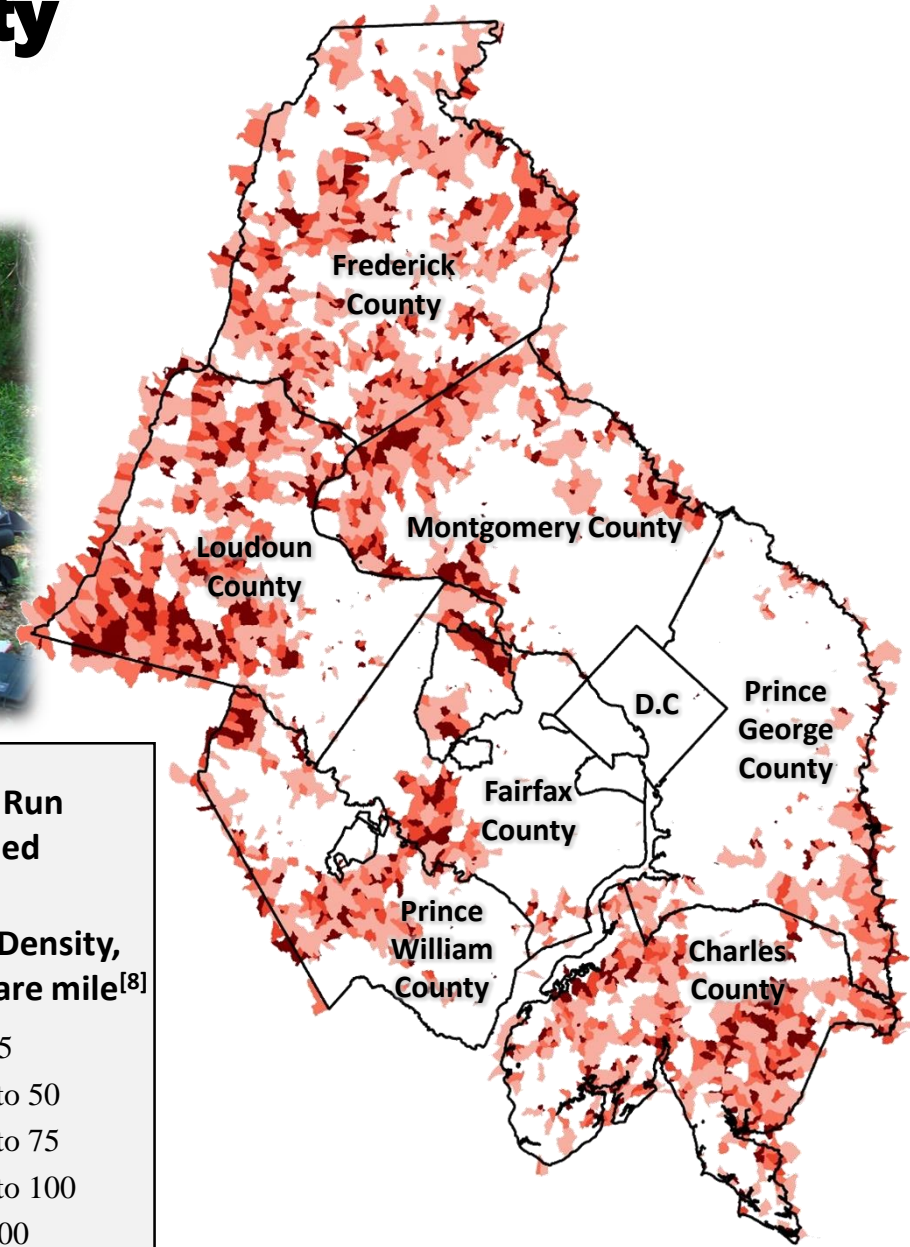 ty
Frederick
County
Loudoun
County
Montgomery County
D.C
Prince
George
County
Fairfax
County
Prince
William
County
Charles
County
Run
ed
Density,
are mile[8]
5
to 50
to 75
to 100
00